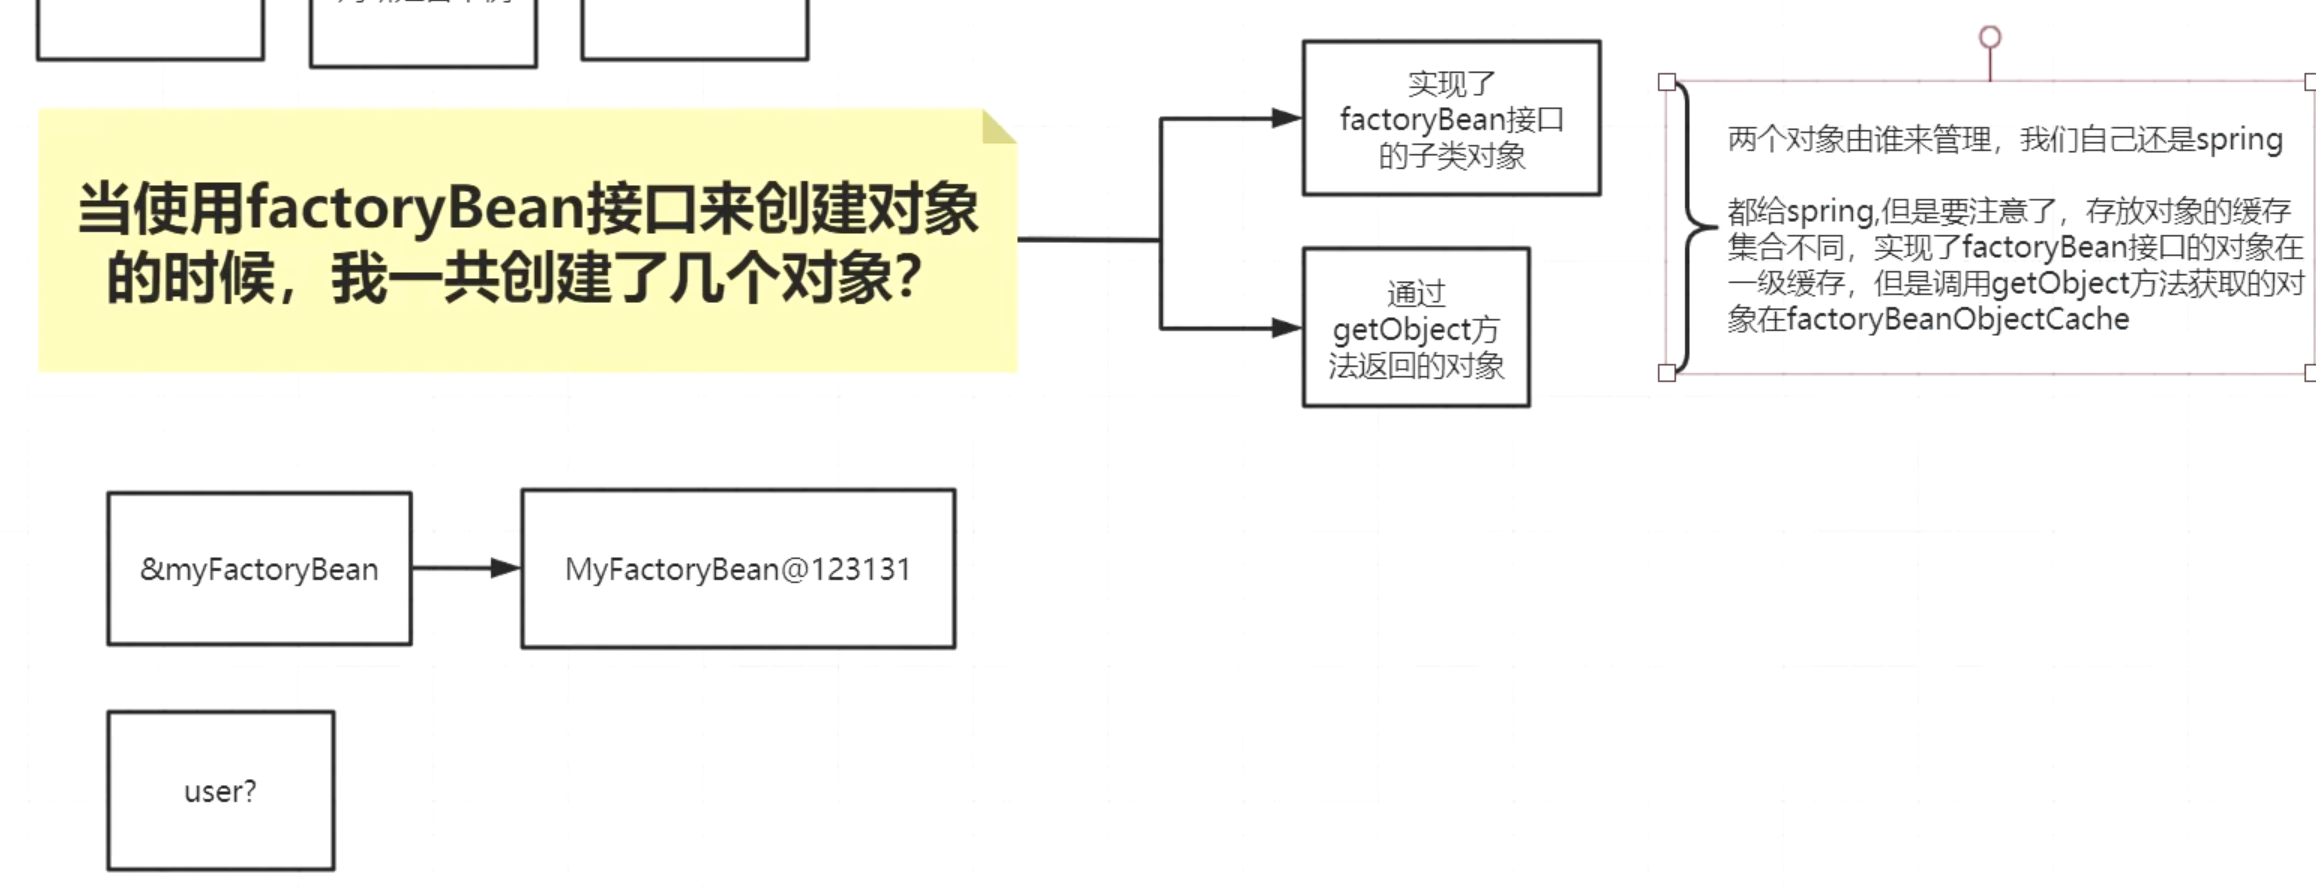 当使用factoryBean接口来创建对象
的时候，我一共创建了几个对象？
实现了
factoryBean接口
的子类对象
通过
getObject方
法返回的对象
两个对象由谁来管理，我们自己还是spring
都给spring,但是要注意了，存放对象的缓存
集合不同，实现了factoryBean接口的对象在
一级缓存，但是调用getObject方法获取的对
象在factoryBeanObjectCache
&myFactoryBean
MyFactoryBean@123131
user?